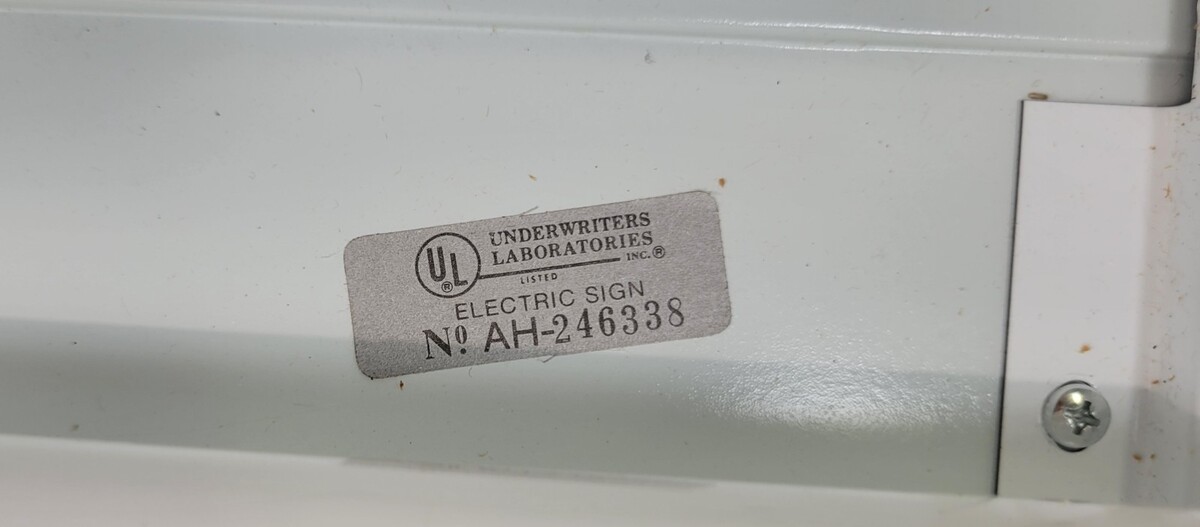 UL®
UNDERWRITERS
LABORATORIES
INC.®
LISTED
ELECTRIC SIGN
Nº. AH-246338